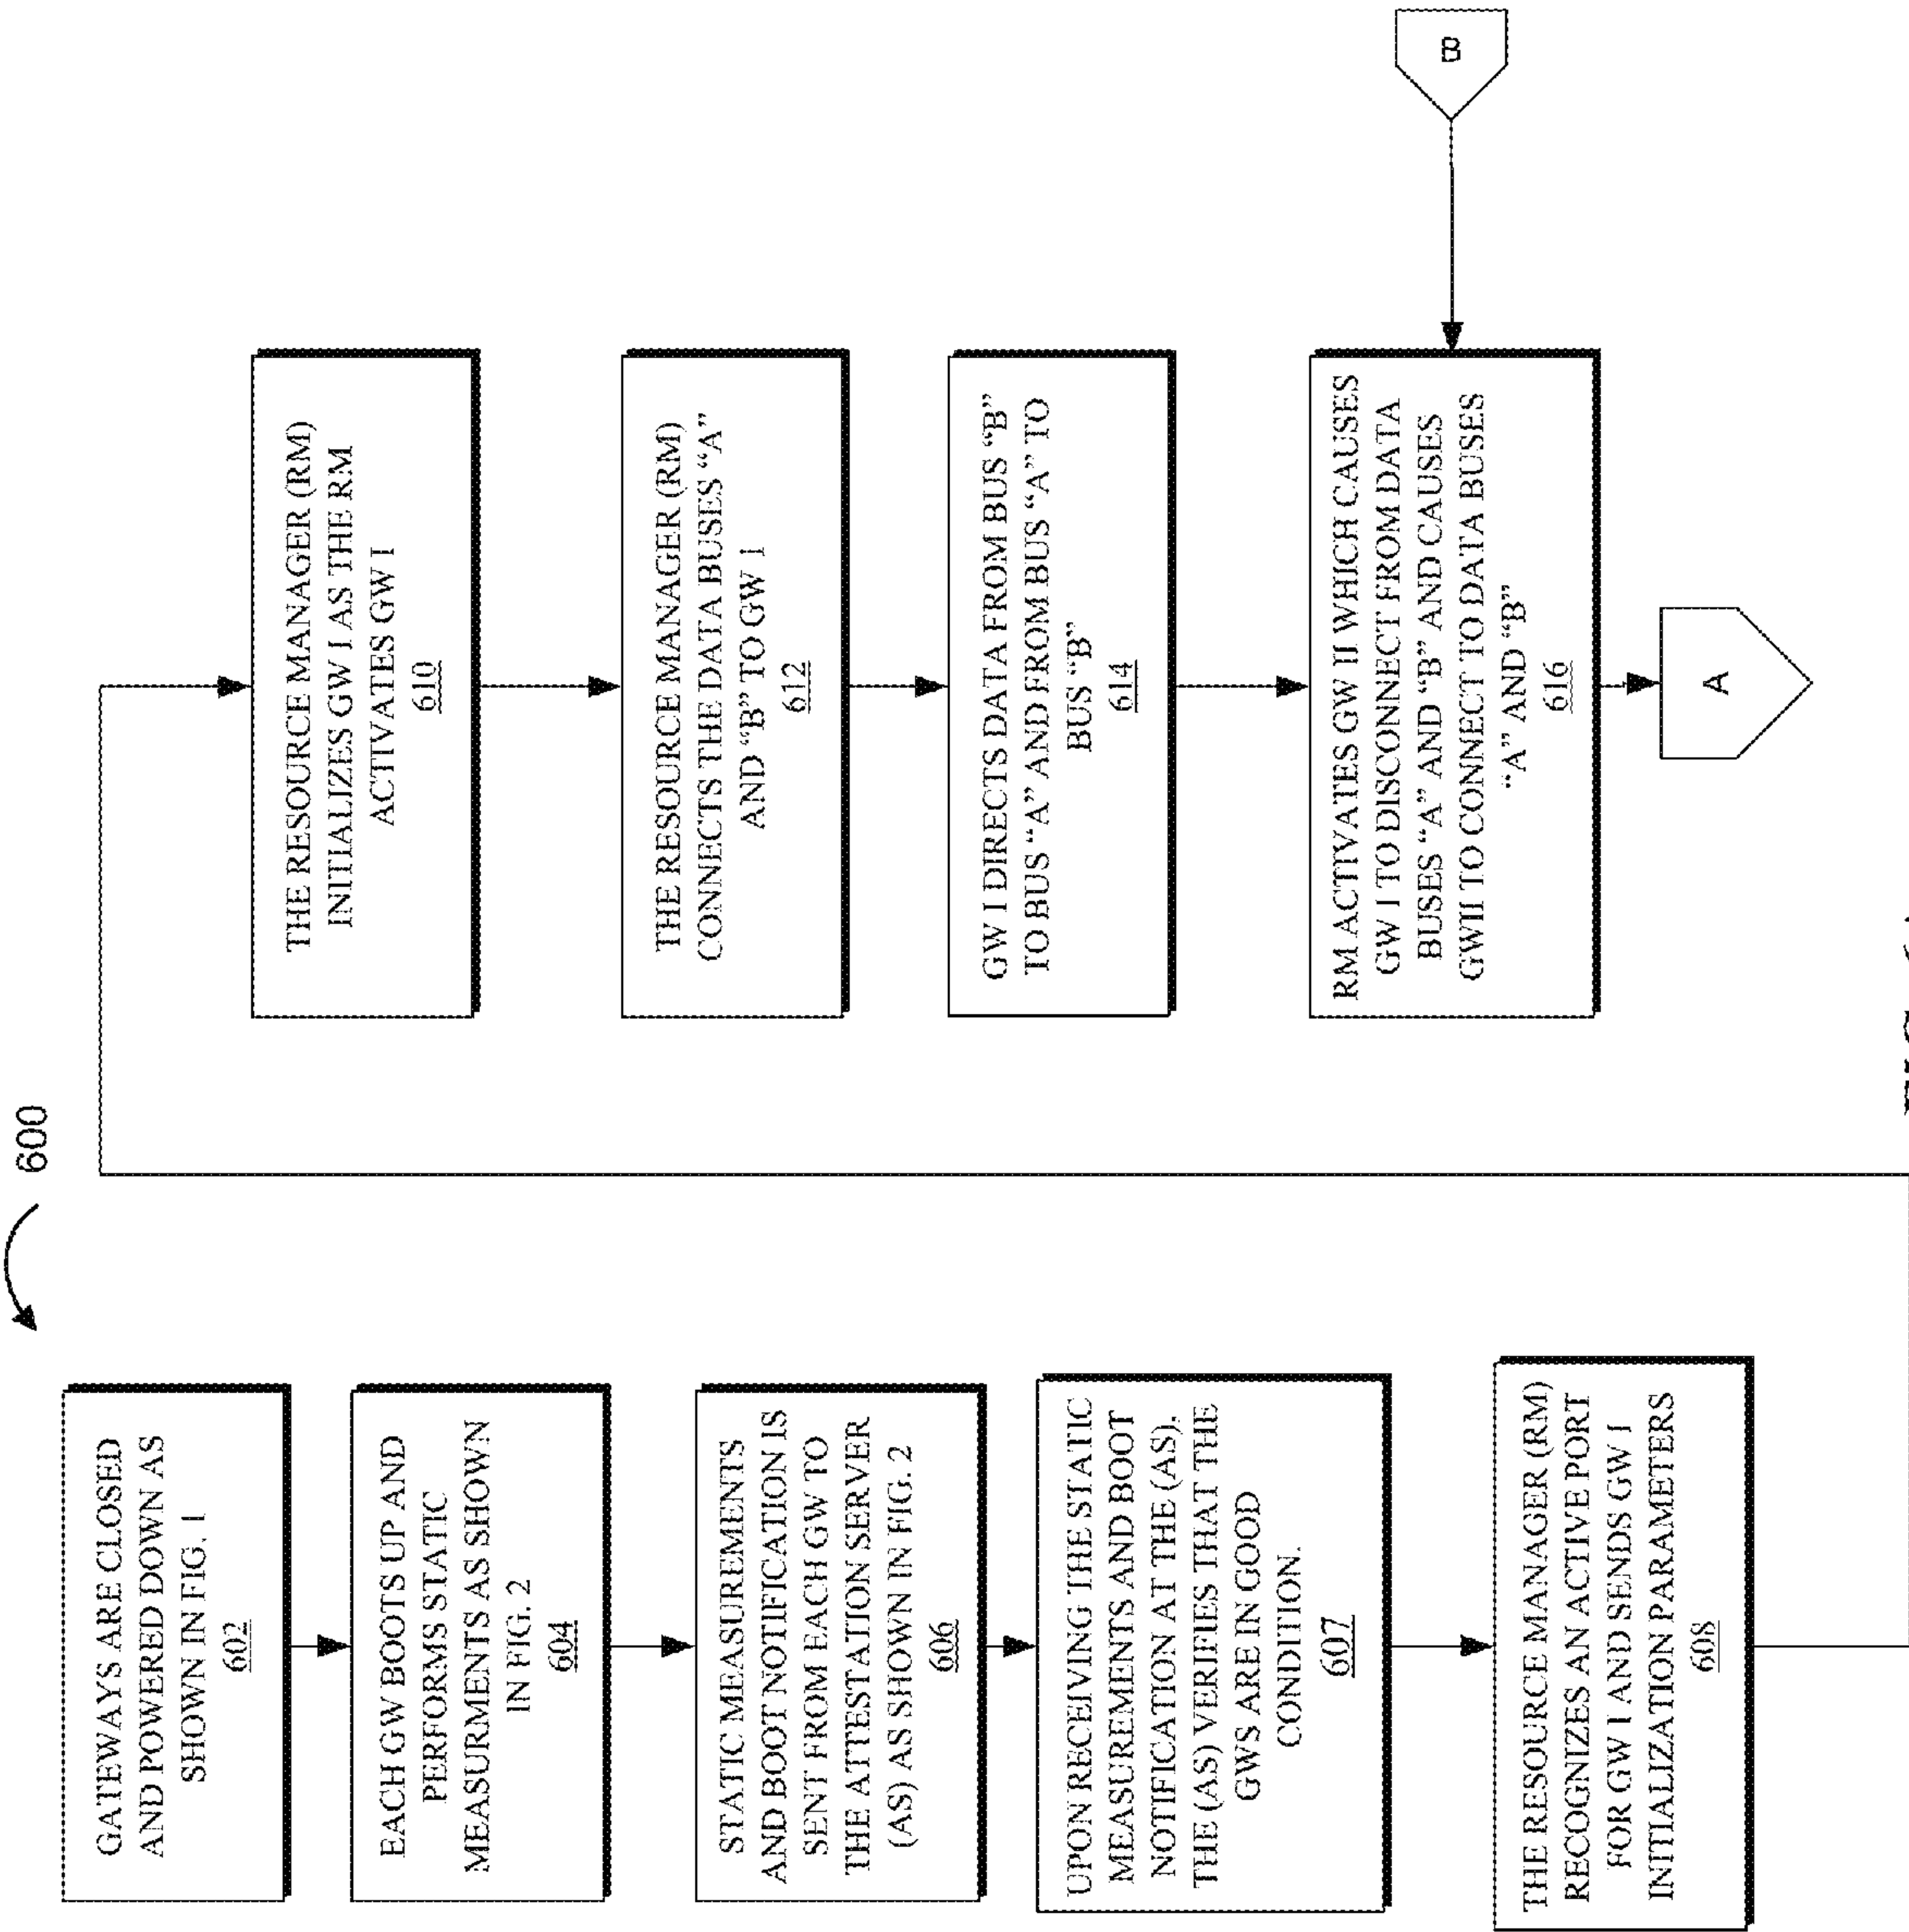 600
GATEWAYS ARE CLOSED
AND POWERED DOWN AS
SHOWN IN FIG. 1
602
EACH GW BOOTS UP AND
PERFORMS STATIC
MEASURMENTS AS SHOWN
IN FIG. 2
604
STATIC MEASUREMENTS
AND BOOT NOTIFICATION IS
SENT FROM EACH GW TO
THE ATTESTATION SERVER
(AS) AS SHOWN IN FIG. 2
606
UPON RECEIVING THE STATIC
MEASUREMENTS AND BOOT
NOTIFICATION AT THE (AS),
THE (AS) VERIFIES THAT THE
GWS ARE IN GOOD
CONDITION.
607
THE RESOURCE MANAGER (RM)
RECOGNIZES AN ACTIVE PORT
FOR GW I AND SENDS GW I
INITIALIZATION PARAMETERS
608
THE RESOURCE MANAGER (RM)
INITIALIZES GW I AS THE RM
ACTIVATES GW I
610
THE RESOURCE MANAGER (RM)
CONNECTS THE DATA BUSES “A”
AND “B” TO GW I
612
GW I DIRECTS DATA FROM BUS “B”
TO BUS “A” AND FROM BUS “A” TO
BUS “B”
614
RM ACTIVATES GW II WHICH CAUSES
GW I TO DISCONNECT FROM DATA
BUSES “A” AND “B” AND CAUSES
GWII TO CONNECT TO DATA BUSES
“A” AND “B”
616
A
B